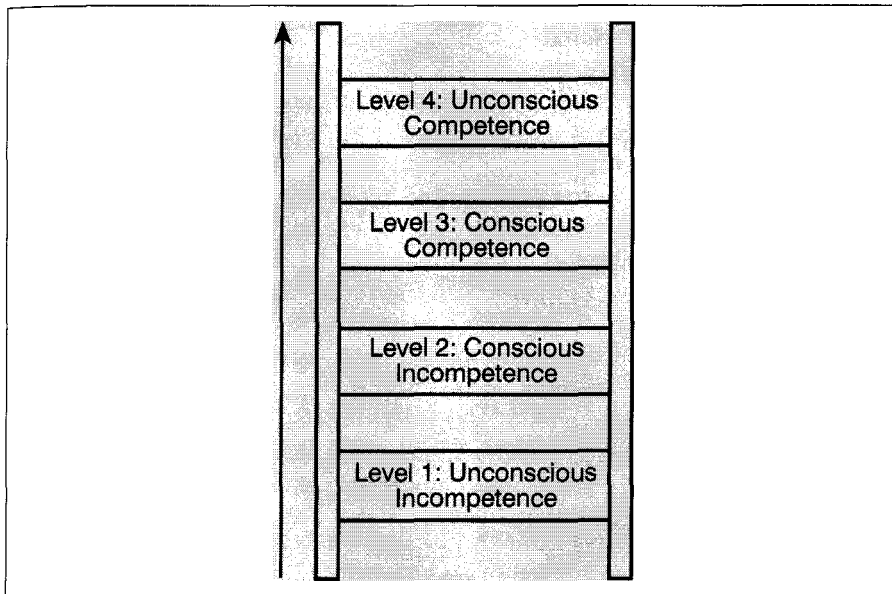 Level 4: Unconscious
Competence
Level 3: Conscious
Competence
Level 2: Conscious
Incompetence
Level 1: Unconscious
Incompetence